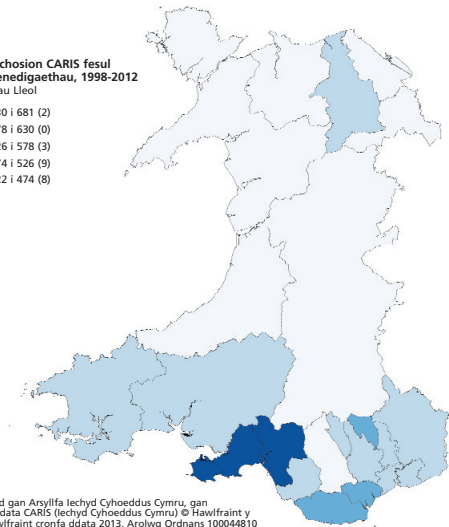 chosion CARIS fesul
enedigaethau, 1998-2012
au Lleol
30 i 681 (2)
78 i 630 (0)
26 i 578 (3)
74 i 526 (9)
22 i 474 (8)
d gan Arsyllfa Iechyd Cyhoeddus Cymru, gan
data CARIS (Iechyd Cyhoeddus Cymru) © Hawlfraint y
wlfraint cronfa ddata 2013. Arolwg Ordnans 100044810